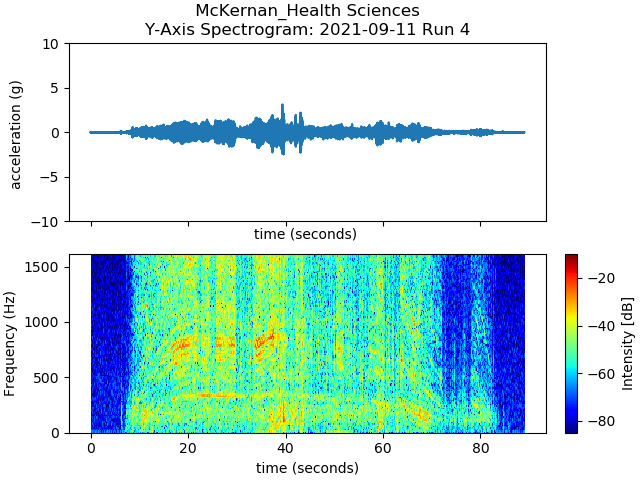 McKernan_Health Sciences
Y-Axis Spectrogram: 2021-09-11 Run 4
10
5
0
−5
−10
acceleration (g)
time (seconds)
1500
1000
500
0
Frequency (Hz)
0 20 40 60 80
time (seconds)
−20
−40
−60
−80
Intensity [dB]